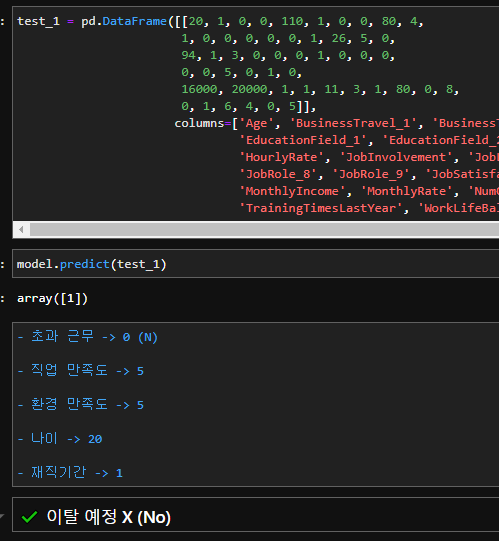 : test_1 = pd.DataFrame([[20, 1, 0, 0, 110, 1, 0, 0, 80, 4,
1, 0, 0, 0, 0, 0, 1, 26, 5, 0,
94, 1, 3, 0, 0, 0, 1, 0, 0, 0,
0, 0, 5, 0, 1, 0,
16000, 20000, 1, 1, 11, 3, 1, 80, 0, 8,
0, 1, 6, 4, 0, 5]],
columns=['Age', 'BusinessTravel_1', 'BusinessT
'EducationField_1', 'EducationField_2
'HourlyRate', 'JobInvolvement', 'JobL
'JobRole_8', 'JobRole_9', 'JobSatisfa
'MonthlyIncome', 'MonthlyRate', 'NumC
'TrainingTimesLastYear', 'WorkLifeBal
: model.predict(test_1)
: array([1])
- 초과 근무 -> 0 (N)
- 직업 만족도 -> 5
- 환경 만족도 -> 5
- 나이 -> 20
- 재직기간 -> 1
이탈 예정 X (No)